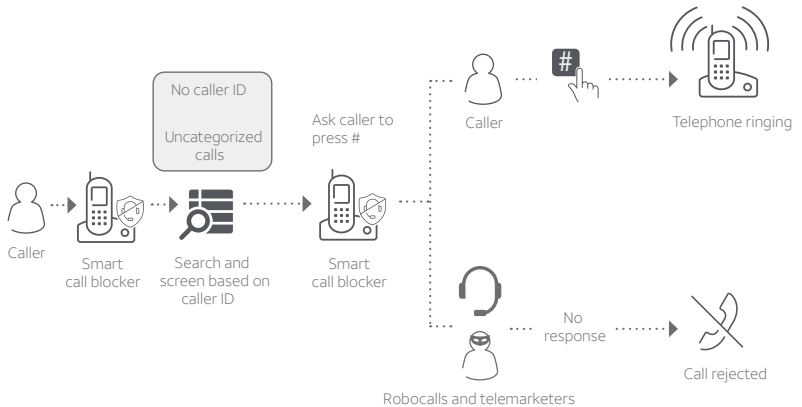 No caller ID
Uncategorized
calls
Ask caller to
press #
#
Caller
Telephone ringing
Caller
Smart
call blocker
Search and
screen based on
caller ID
Smart
call blocker
No
response
Call rejected
Robocalls and telemarketers